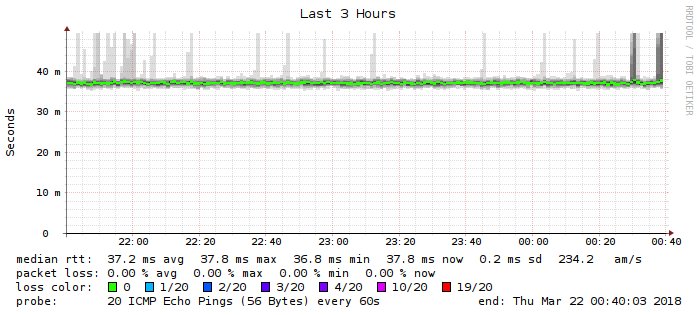 Last 3 Hours
RRDTOOL / TOBI OETIKER
Seconds
40 m
30 m
20 m
10 m
0
22:00 22:20 22:40 23:00 23:20 23:40 00:00 00:20 00:40
median rtt: 37.2 ms avg 37.8 ms max 36.8 ms min 37.8 ms now 0.2 ms sd 234.2 am/s
packet loss: 0.00 % avg 0.00 % max 0.00 % min 0.00 % now
loss color: 0 1/20 2/20 3/20 4/20 10/20 19/20
probe: 20 ICMP Echo Pings (56 Bytes) every 60s end: Thu Mar 22 00:40:03 2018